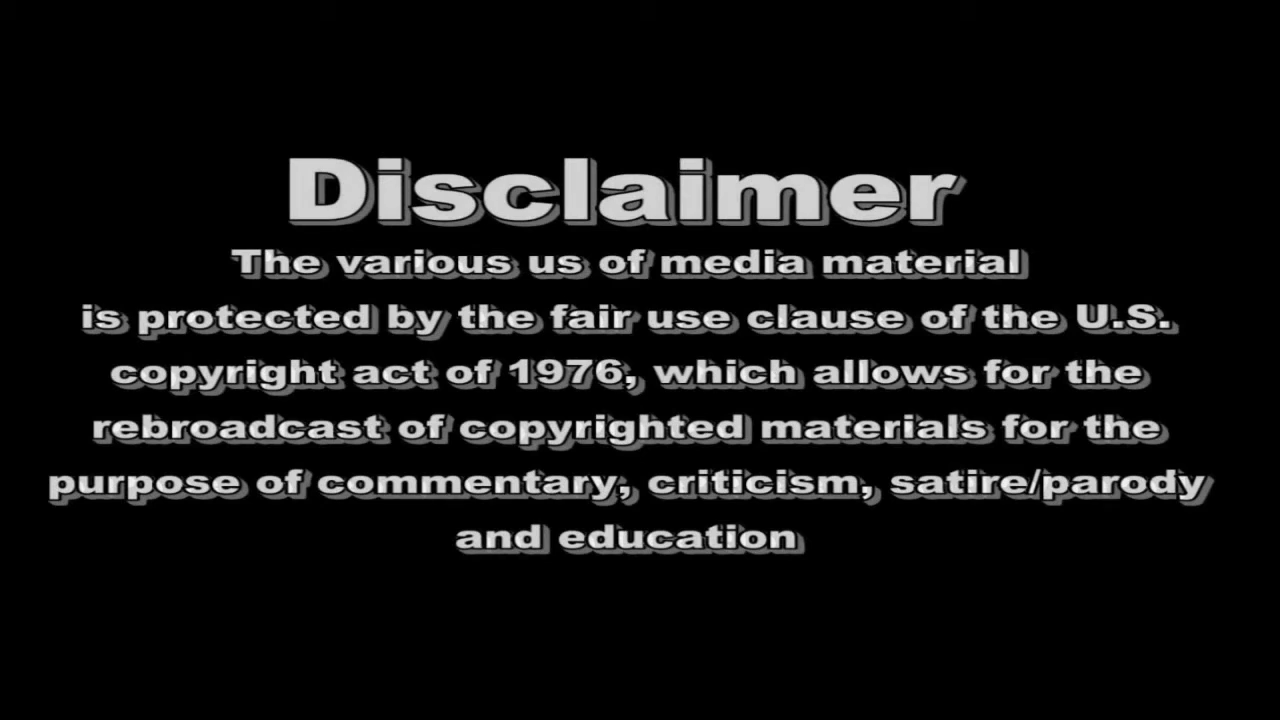 Disclaimer
The various us of media material
is protected by the fair use clause of the U.S.
copyright act of 1976, which allows for the
rebroadcast of copyrighted materials for the
purpose of commentary, criticism, satire/parody
and education